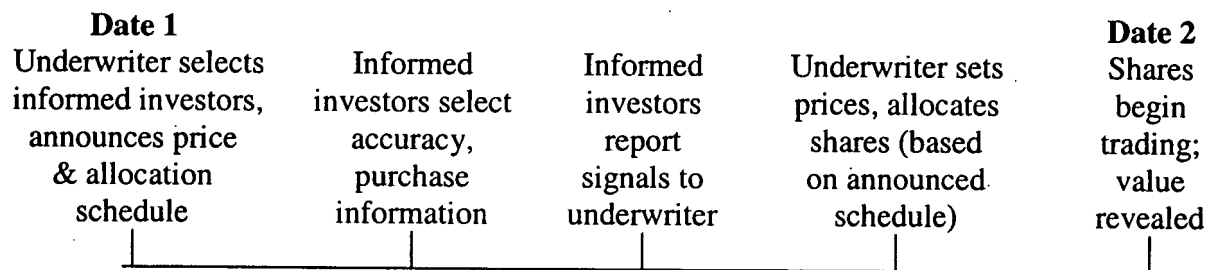 Date 1
Underwriter selects
informed investors,
announces price
& allocation
schedule
Informed
investors select
accuracy,
purchase
information
Informed
investors
report
signals to
underwriter
Underwriter sets
prices, allocates
shares (based
on announced
schedule)
Date 2
Shares
begin
trading;
value
revealed